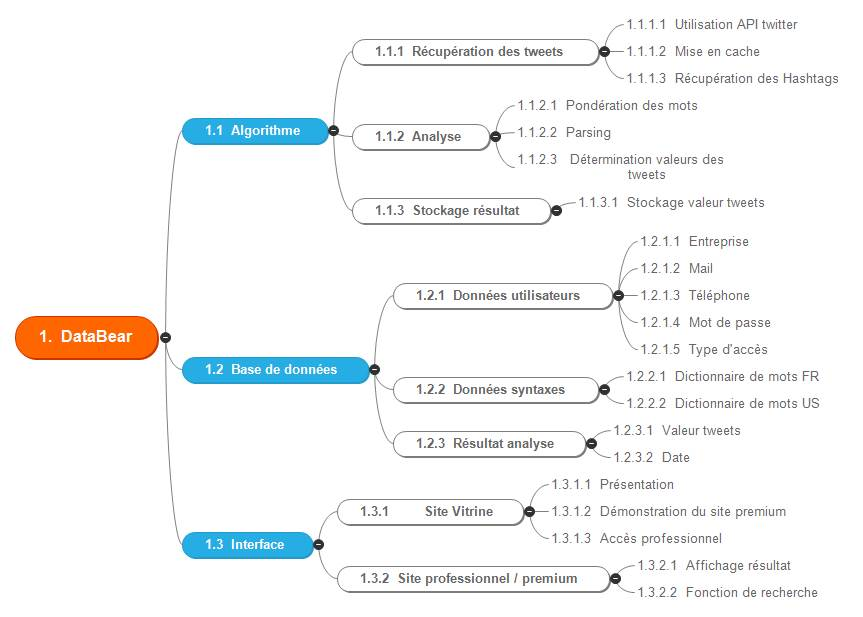 1. DataBear
1.1 Algorithme
1.1.1 Récupération des tweets
1.1.1.1 Utilisation API twitter
1.1.1.2 Mise en cache
1.1.1.3 Récupération des Hashtags
1.1.2 Analyse
1.1.2.1 Pondération des mots
1.1.2.2 Parsing
1.1.2.3 Détermination valeurs des
tweets
1.1.3 Stockage résultat
1.1.3.1 Stockage valeur tweets
1.2 Base de données
1.2.1 Données utilisateurs
1.2.1.1 Entreprise
1.2.1.2 Mail
1.2.1.3 Téléphone
1.2.1.4 Mot de passe
1.2.1.5 Type d'accès
1.2.2 Données syntaxes
1.2.2.1 Dictionnaire de mots FR
1.2.2.2 Dictionnaire de mots US
1.2.3 Résultat analyse
1.2.3.1 Valeur tweets
1.2.3.2 Date
1.3 Interface
1.3.1 Site Vitrine
1.3.1.1 Présentation
1.3.1.2 Démonstration du site premium
1.3.1.3 Accès professionnel
1.3.2 Site professionnel / premium
1.3.2.1 Affichage résultat
1.3.2.2 Fonction de recherche